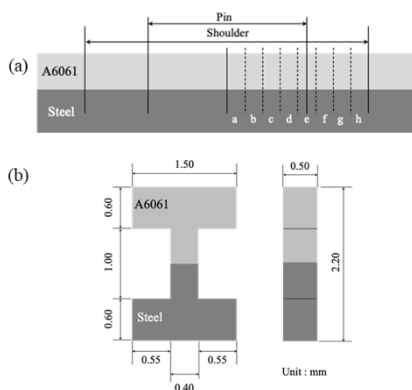 Pin
Shoulder
(a)
A6061
Steel
a b c d e f g h
(b)
1.50
0.50
0.60
A6061
1.00
2.20
0.60
Steel
0.55
0.55
0.40
Unit : mm